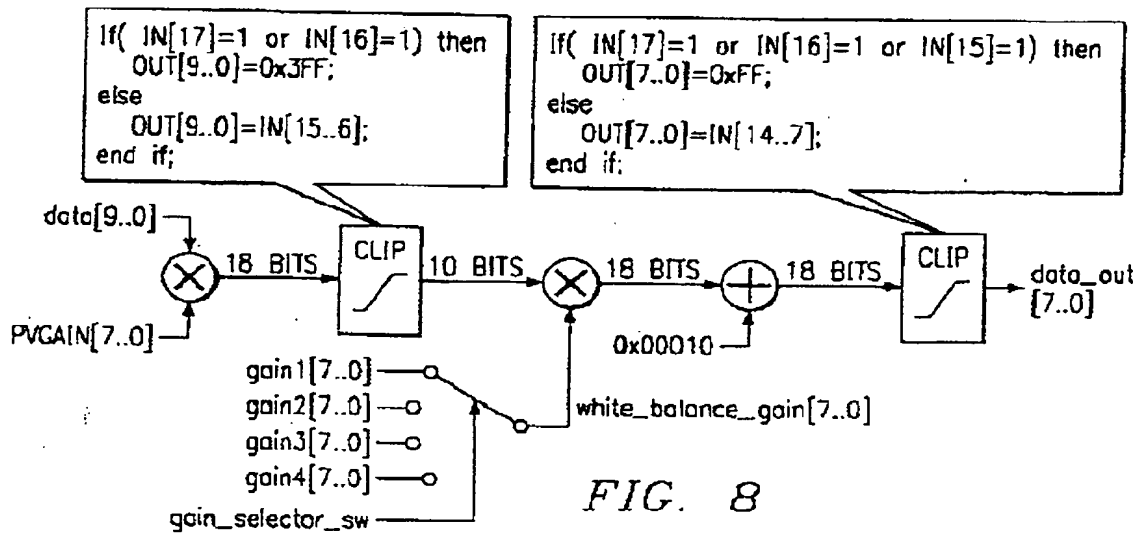 If( IN[17]=1 or IN[16]=1) then
OUT[9..0]=0x3FF;
else
OUT[9..0]=IN[15..6];
end if;
If( IN[17]=1 or IN[16]=1 or IN[15]=1) then
OUT[7..0]=0xFF;
else
OUT[7..0]=IN[14..7];
end if;
data[9..0]
18 BITS
CLIP
10 BITS
18 BITS
18 BITS
CLIP
data_out
[7..0]
PVGAIN[7..0]
0x00010
gain1[7..0]
gain2[7..0]
gain3[7..0]
gain4[7..0]
white_balance_gain[7..0]
gain_selector_sw
FIG. 8